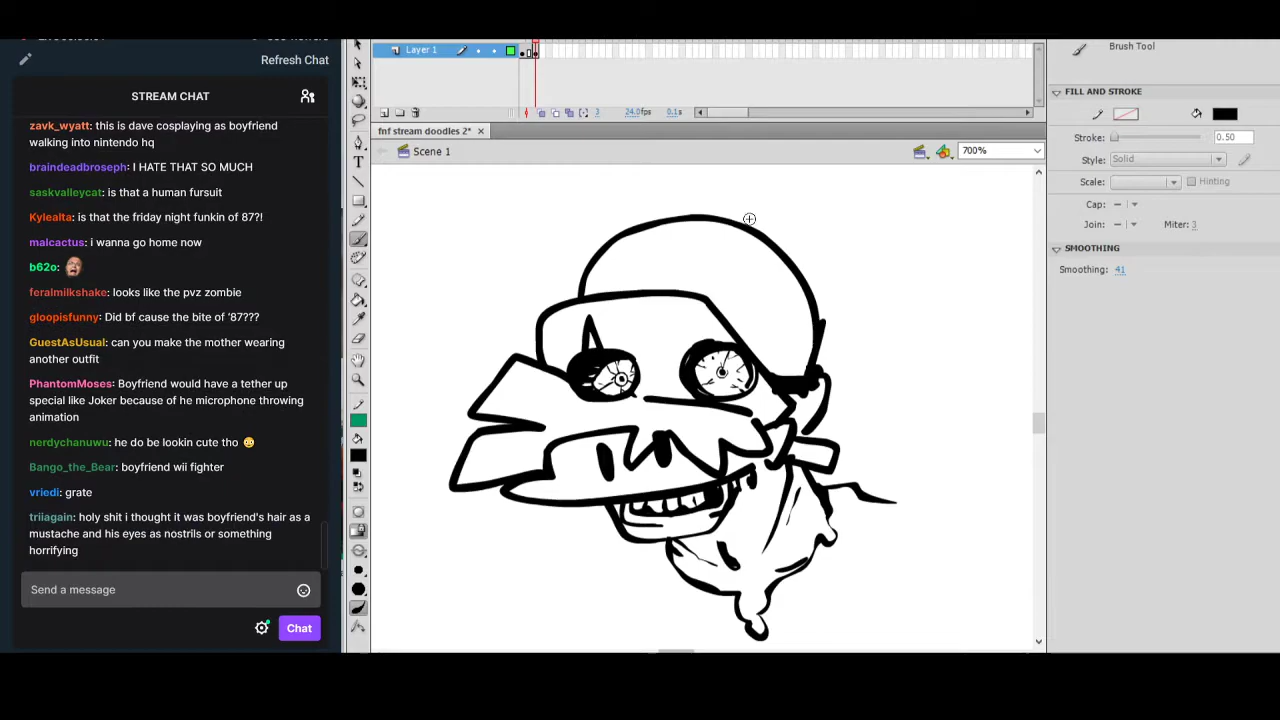 Refresh Chat
STREAM CHAT
zavk_wyatt: this is dave cosplaying as boyfriend
walking into nintendo hq
braindeadbroseph: I HATE THAT SO MUCH
saskvalleycat: is that a human fursuit
Kylealta: is that the friday night funkin of 87?!
malcactus: i wanna go home now
b62o:
feralmilkshake: looks like the pvz zombie
gloopisfunny: Did bf cause the bite of '87???
GuestAsUsual: can you make the mother wearing
another outfit
PhantomMoses: Boyfriend would have a tether up
special like Joker because of he microphone throwing
animation
nerdychanuwu: he do be lookin cute tho 😳
Bango_the_Bear: boyfriend wii fighter
vriedi: grate
triiagain: holy shit i thought it was boyfriend's hair as a
mustache and his eyes as nostrils or something
horrifying
Send a message
Chat
Layer 1
3 24.0fps 0.1s
fnf stream doodles 2*
Scene 1
700%
Brush Tool
FILL AND STROKE
Stroke: 0.50
Style: Solid
Scale: Hinting
Cap:
Join: Miter: 3
SMOOTHING
Smoothing: 41